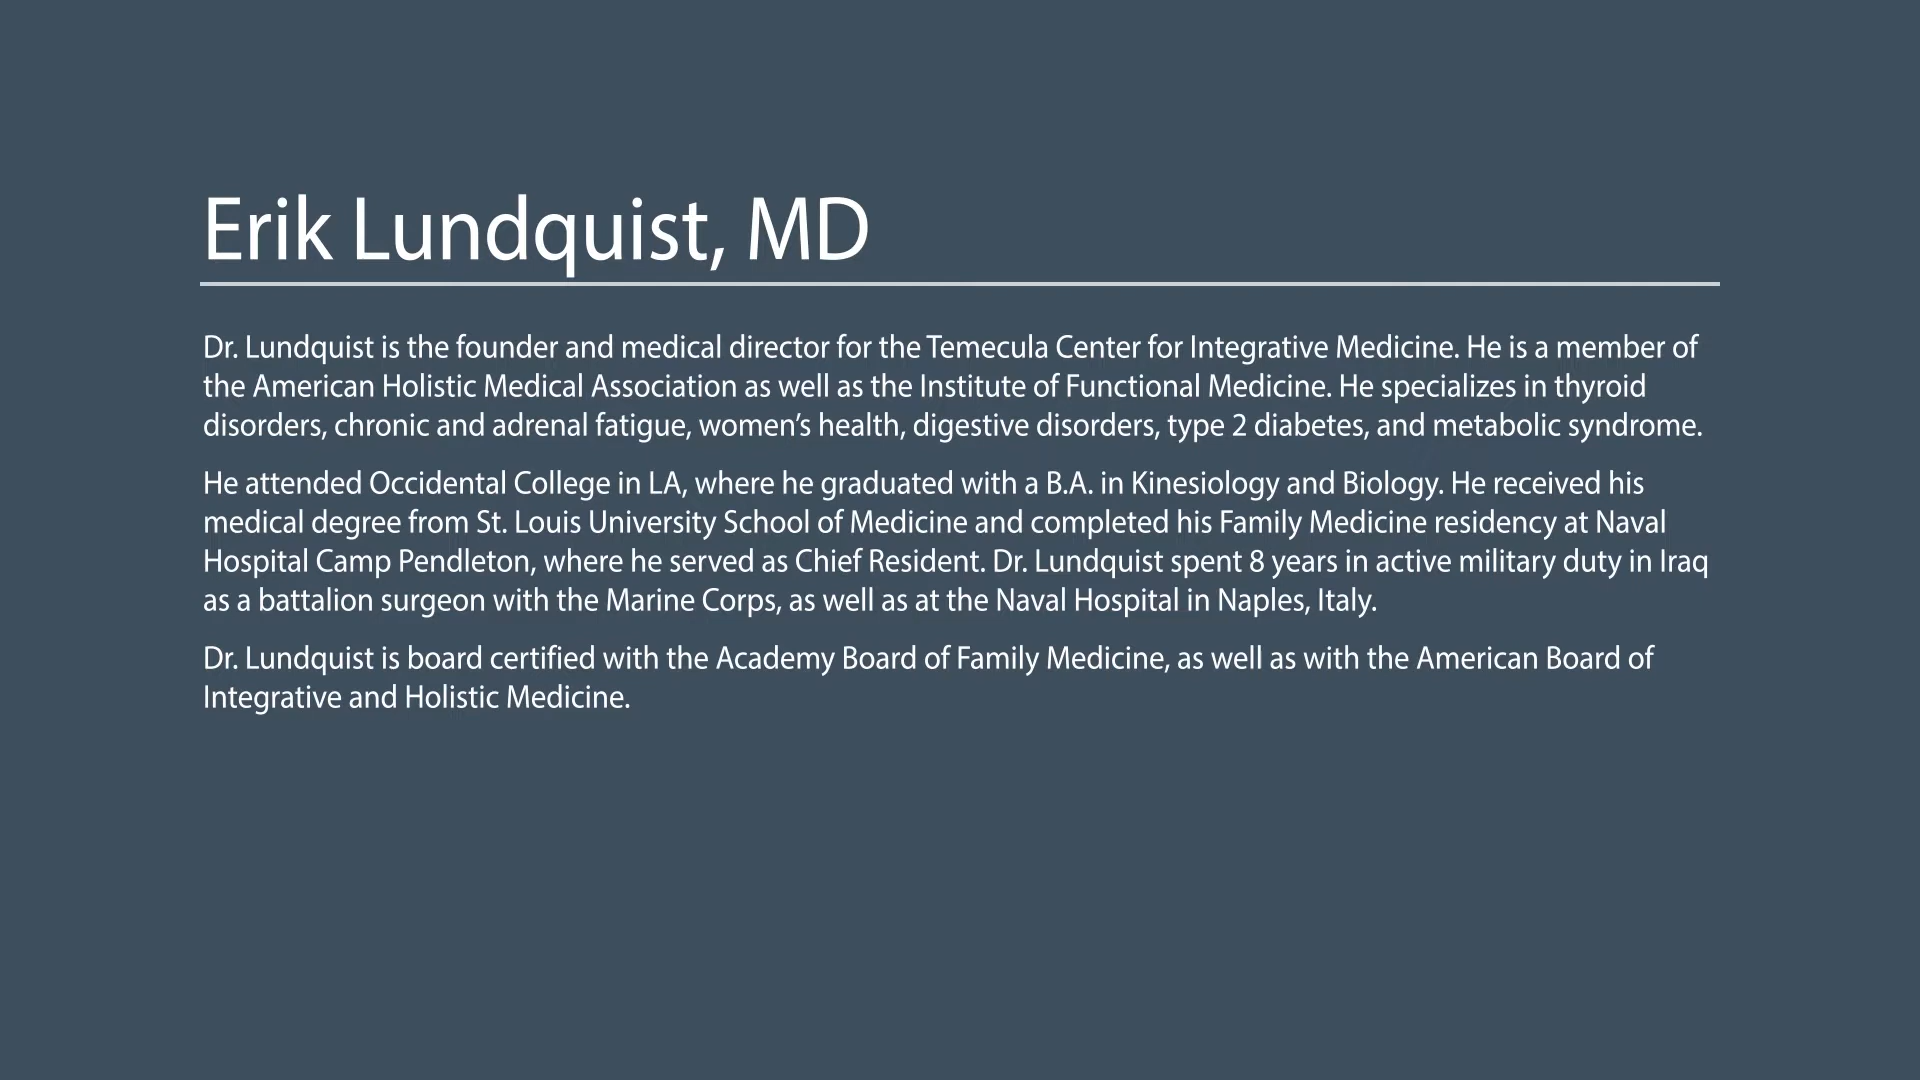 Erik Lundquist, MD
Dr. Lundquist is the founder and medical director for the Temecula Center for Integrative Medicine. He is a member of
the American Holistic Medical Association as well as the Institute of Functional Medicine. He specializes in thyroid
disorders, chronic and adrenal fatigue, women’s health, digestive disorders, type 2 diabetes, and metabolic syndrome.
He attended Occidental College in LA, where he graduated with a B.A. in Kinesiology and Biology. He received his
medical degree from St. Louis University School of Medicine and completed his Family Medicine residency at Naval
Hospital Camp Pendleton, where he served as Chief Resident. Dr. Lundquist spent 8 years in active military duty in Iraq
as a battalion surgeon with the Marine Corps, as well as at the Naval Hospital in Naples, Italy.
Dr. Lundquist is board certified with the Academy Board of Family Medicine, as well as with the American Board of
Integrative and Holistic Medicine.